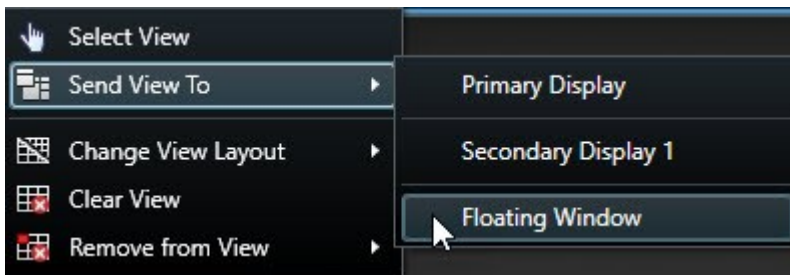 Select View
Send View To
Primary Display
Change View Layout
Secondary Display 1
Clear View
Floating Window
Remove from View